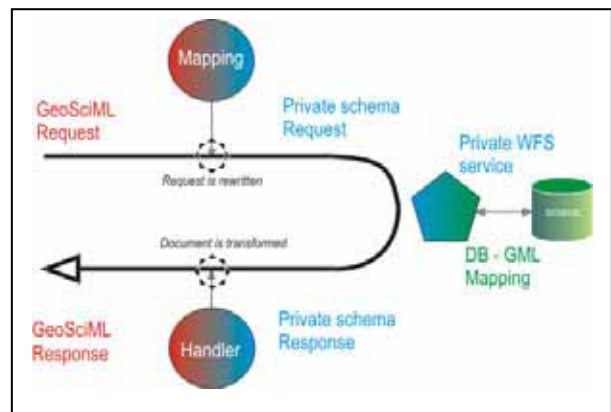 Mapping
GeoSciML
Request
Private schema
Request
Private WFS
service
Request is rewritten
Document is transformed
DB - GML
Mapping
GeoSciML
Response
Handler
Private schema
Response